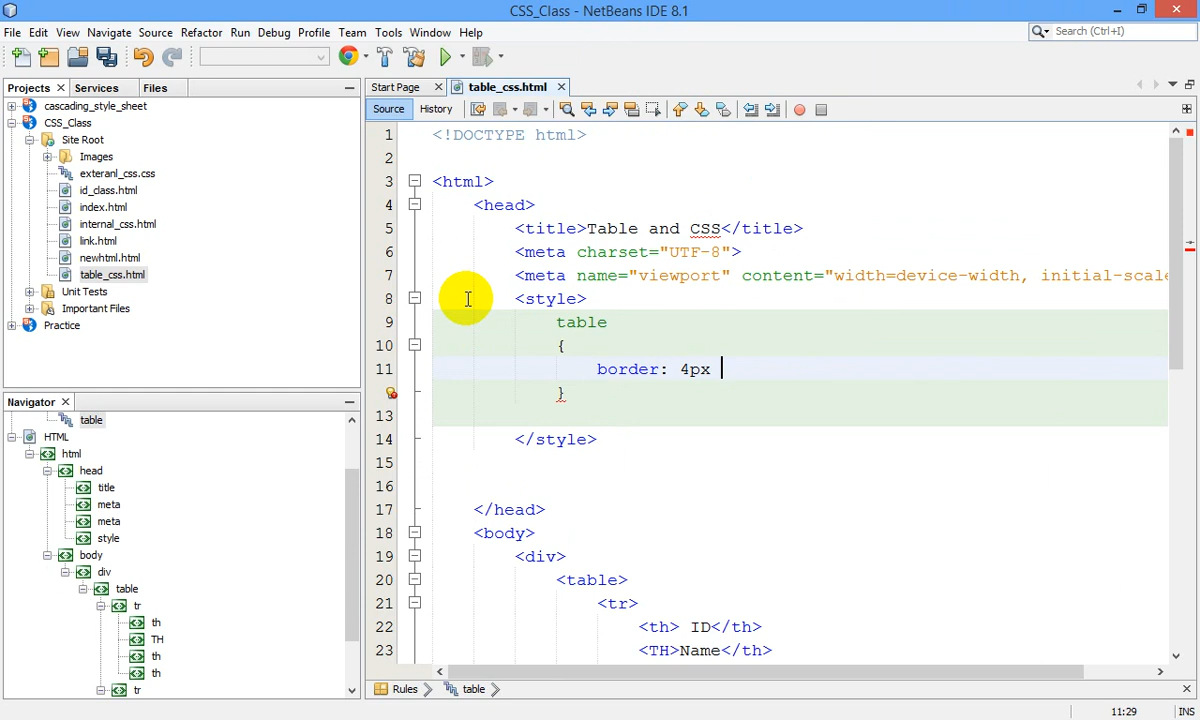 CSS_Class - NetBeans IDE 8.1
File Edit View Navigate Source Refactor Run Debug Profile Team Tools Window Help
Search (Ctrl+I)
Projects Services Files
Start Page table_css.html
Source History
cascading_style_sheet
CSS_Class
Site Root
Images
exteranl_css.css
id_class.html
index.html
internal_css.html
link.html
newhtml.html
table_css.html
Unit Tests
Important Files
Practice
Navigator
table
HTML
html
head
title
meta
meta
style
body
div
table
tr
th
TH
th
th
tr
1 <!DOCTYPE html>
2
3 <html>
4 <head>
5 <title>Table and CSS</title>
6 <meta charset="UTF-8">
7 <meta name="viewport" content="width=device-width, initial-scale
8 <style>
9 table
10 {
11 border: 4px
}
13
14 </style>
15
16
17 </head>
18 <body>
19 <div>
20 <table>
21 <tr>
22 <th> ID</th>
23 <TH>Name</th>
Rules table
11:29 INS